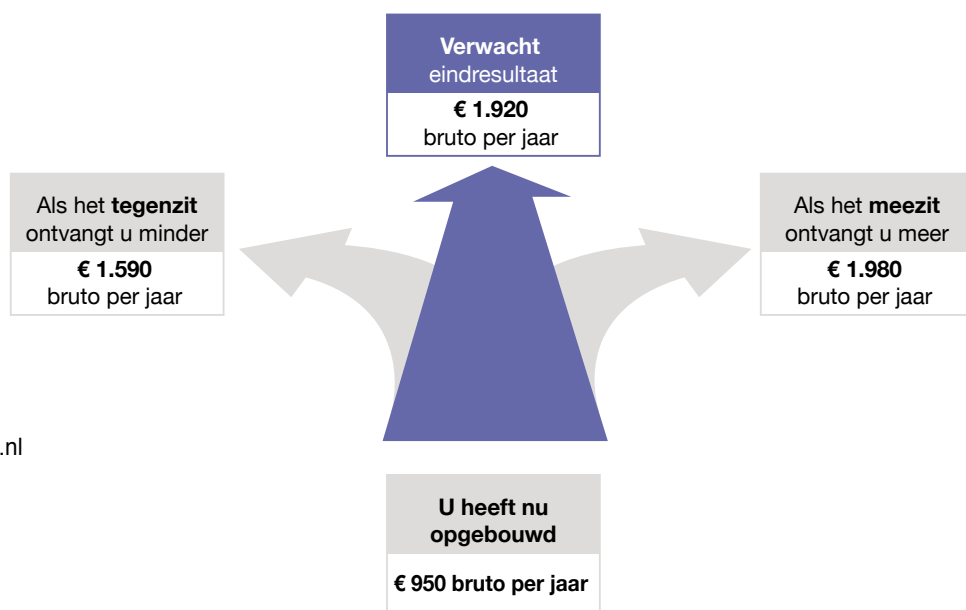 Verwacht
eindresultaat
€ 1.920
bruto per jaar
Als het tegenzit
ontvangt u minder
€ 1.590
bruto per jaar
Als het meezit
ontvangt u meer
€ 1.980
bruto per jaar
.nl
U heeft nu
opgebouwd
€ 950 bruto per jaar